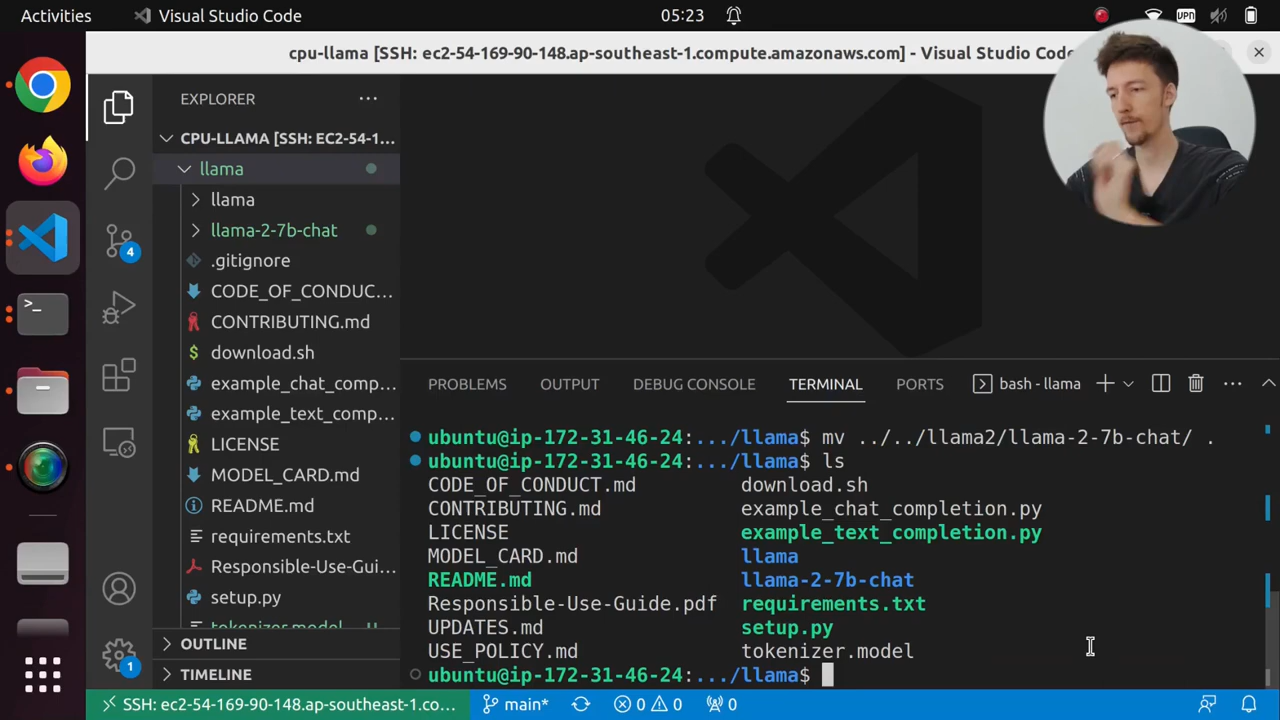 Activities
Visual Studio Code
05:23
VPN
cpu-llama [SSH: ec2-54-169-90-148.ap-southeast-1.compute.amazonaws.com] - Visual Studio Code
EXPLORER
CPU-LLAMA [SSH: EC2-54-1...
llama
llama
llama-2-7b-chat
.gitignore
CODE_OF_CONDUC...
CONTRIBUTING.md
download.sh
example_chat_comp...
example_text_comp...
LICENSE
MODEL_CARD.md
README.md
requirements.txt
Responsible-Use-Gui...
setup.py
tokenizer.model U
OUTLINE
TIMELINE
4
1
PROBLEMS OUTPUT DEBUG CONSOLE TERMINAL PORTS bash - llama
ubuntu@ip-172-31-46-24:.../llama$ mv ../../llama2/llama-2-7b-chat/ .
ubuntu@ip-172-31-46-24:.../llama$ ls
CODE_OF_CONDUCT.md download.sh
CONTRIBUTING.md example_chat_completion.py
LICENSE example_text_completion.py
MODEL_CARD.md llama
README.md llama-2-7b-chat
Responsible-Use-Guide.pdf requirements.txt
UPDATES.md setup.py
USE_POLICY.md tokenizer.model
ubuntu@ip-172-31-46-24:.../llama$
SSH: ec2-54-169-90-148.ap-southeast-1.co... main* 0 0 0